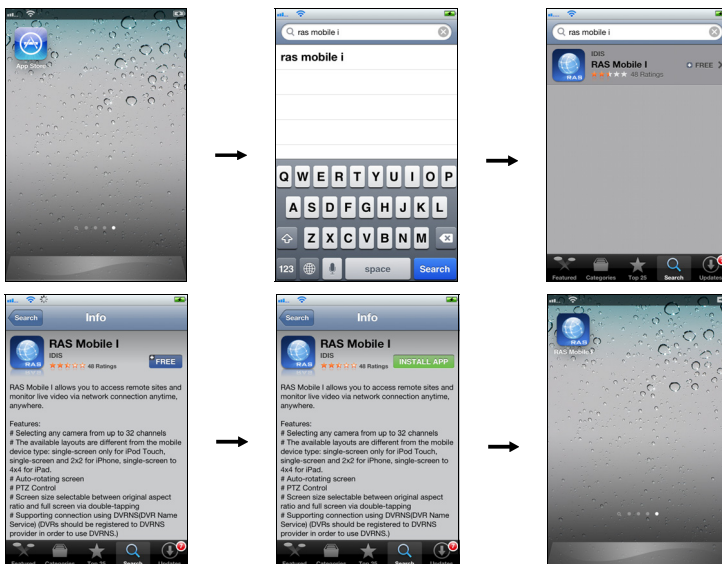 App Store
ras mobile i
ras mobile i
Q W E R T Y U I O P
A S D F G H J K L
Z X C V B N M
123 space Search
ras mobile i
IDIS
RAS
RAS Mobile I
FREE
48 Ratings
Featured Categories Top 25 Search Updates
Search Info
RAS
RAS Mobile I
IDIS
48 Ratings
FREE
RAS Mobile I allows you to access remote sites and
monitor live video via network connection anytime,
anywhere.
Features:
# Selecting any camera from up to 32 channels
# The available layouts are different from the mobile
device type: single-screen only for iPod Touch,
single-screen and 2x2 for iPhone, single-screen to
4x4 for iPad.
# Auto-rotating screen
# PTZ Control
# Screen size selectable between original aspect
ratio and full screen via double-tapping
# Supporting connection using DVRNS(DVR Name
Service) (DVRs should be registered to DVRNS
provider in order to use DVRNS.)
Featured Categories Top 25 Search Updates
Search Info
RAS
RAS Mobile I
IDIS
48 Ratings
INSTALL APP
RAS Mobile I allows you to access remote sites and
monitor live video via network connection anytime,
anywhere.
Features:
# Selecting any camera from up to 32 channels
# The available layouts are different from the mobile
device type: single-screen only for iPod Touch,
single-screen and 2x2 for iPhone, single-screen to
4x4 for iPad.
# Auto-rotating screen
# PTZ Control
# Screen size selectable between original aspect
ratio and full screen via double-tapping
# Supporting connection using DVRNS(DVR Name
Service) (DVRs should be registered to DVRNS
provider in order to use DVRNS.)
Featured Categories Top 25 Search Updates
RAS
RAS Mobile I